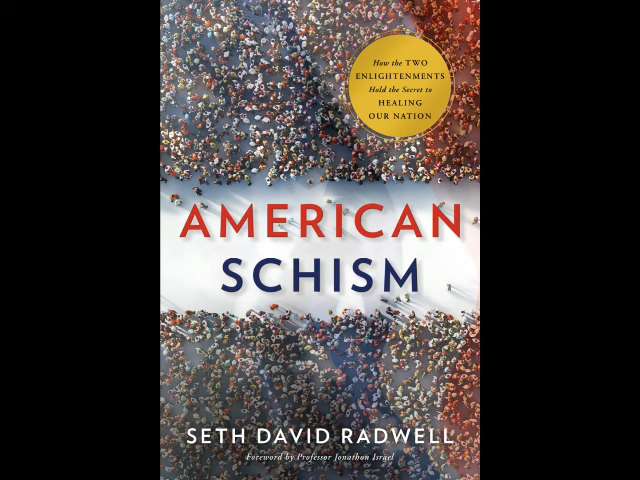 How the TWO
ENLIGHTENMENTS
Hold the Secret to
HEALING
OUR NATION
AMERICAN
SCHISM
SETH DAVID RADWELL
Foreword by Professor Jonathon Israel